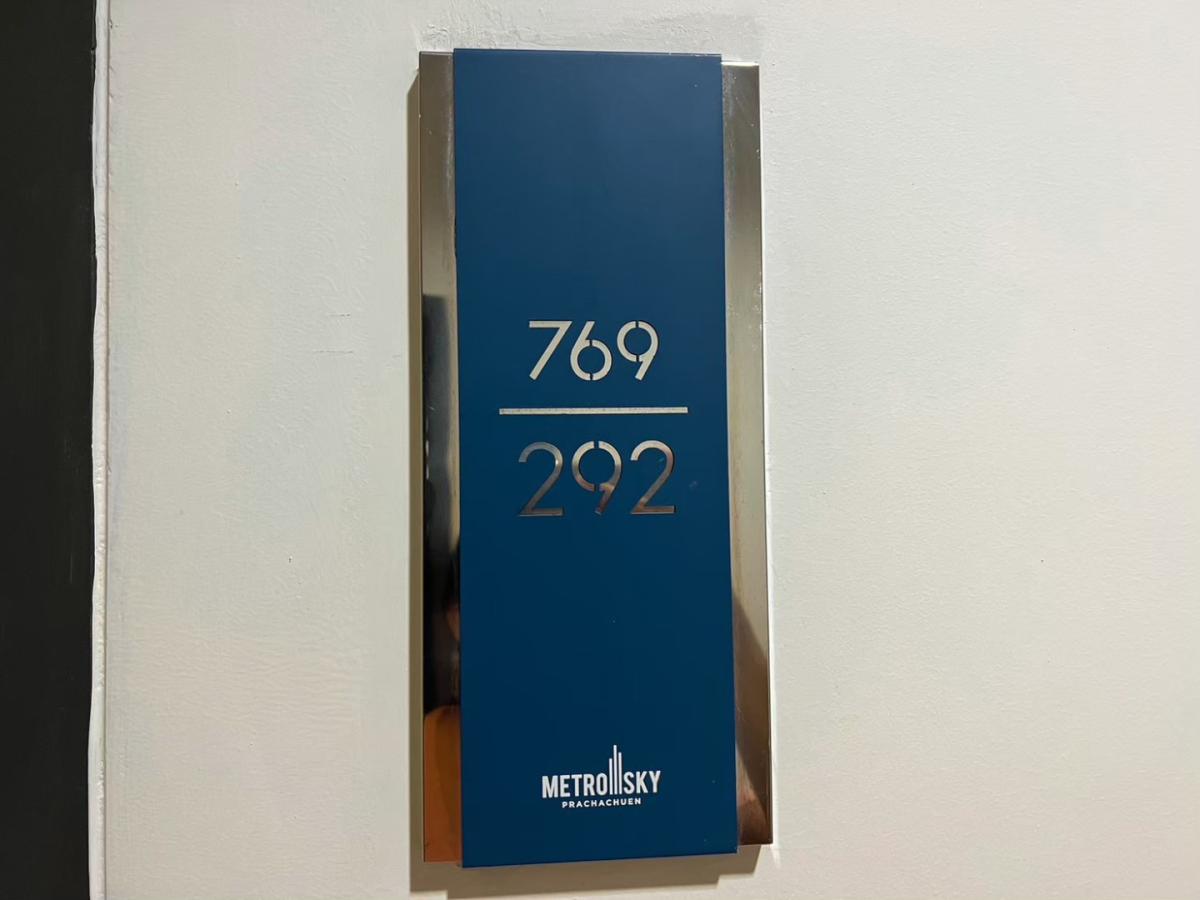 769
292
METRO SKY
PRACHACHUEN